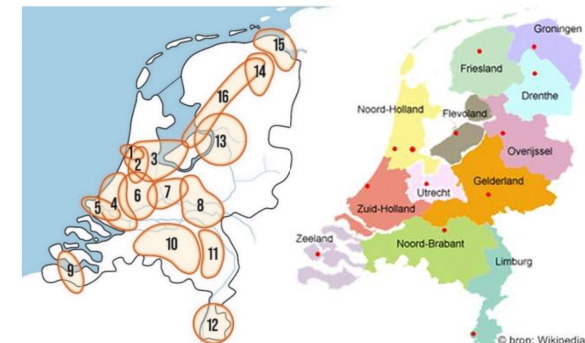 15
14
16
13
1
2
3
4
5
6
7
8
9
10
11
12
Groningen
Friesland
Drenthe
Noord-Holland
Flevoland
Overijssel
Utrecht
Gelderland
Zuid-Holland
Zeeland
Noord-Brabant
Limburg
© bron: Wikipedia